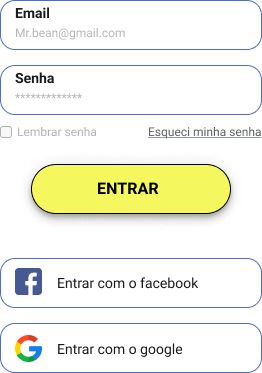 Email
Mr.bean@gmail.com
Senha
*************
Lembrar senha Esqueci minha senha
ENTRAR
Entrar com o facebook
Entrar com o google